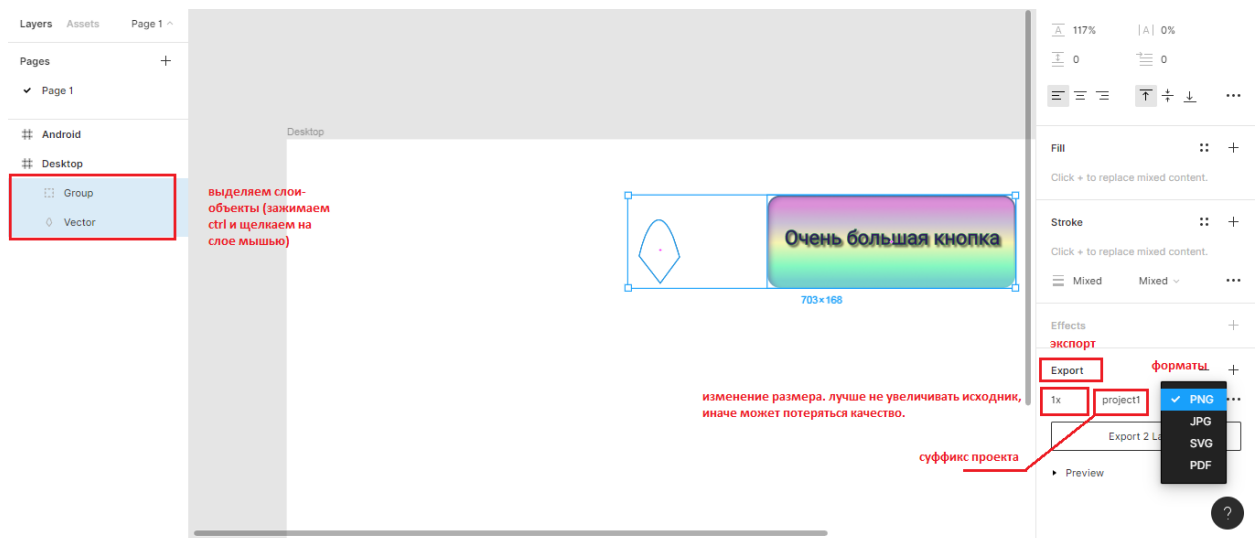 Layers Assets Page 1
Pages
Page 1
Android
Desktop
Group
Vector
выделяем слои-
объекты (зажимаем
ctrl и щелкаем на
слое мышью)
Desktop
Очень большая кнопка
703×168
изменение размера. лучше не увеличивать исходник,
иначе может потеряться качество.
суффикс проекта
A 117% |A| 0%
0 0
Fill
Click + to replace mixed content.
Stroke
Click + to replace mixed content.
Mixed Mixed
Effects
экспорт
Export
форматы
1x project1
PNG
JPG
SVG
PDF
Export 2 La
Preview
?